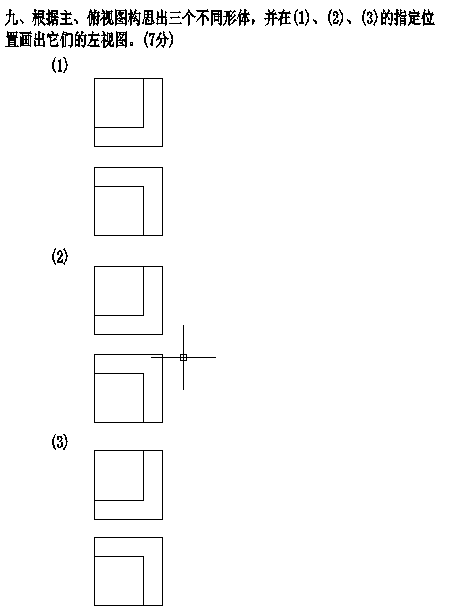 九、根据主、俯视图构思出三个不同形体，并在(1)、(2)、(3)的指定位
置画出它们的左视图。(7分)
(1)
(2)
(3)